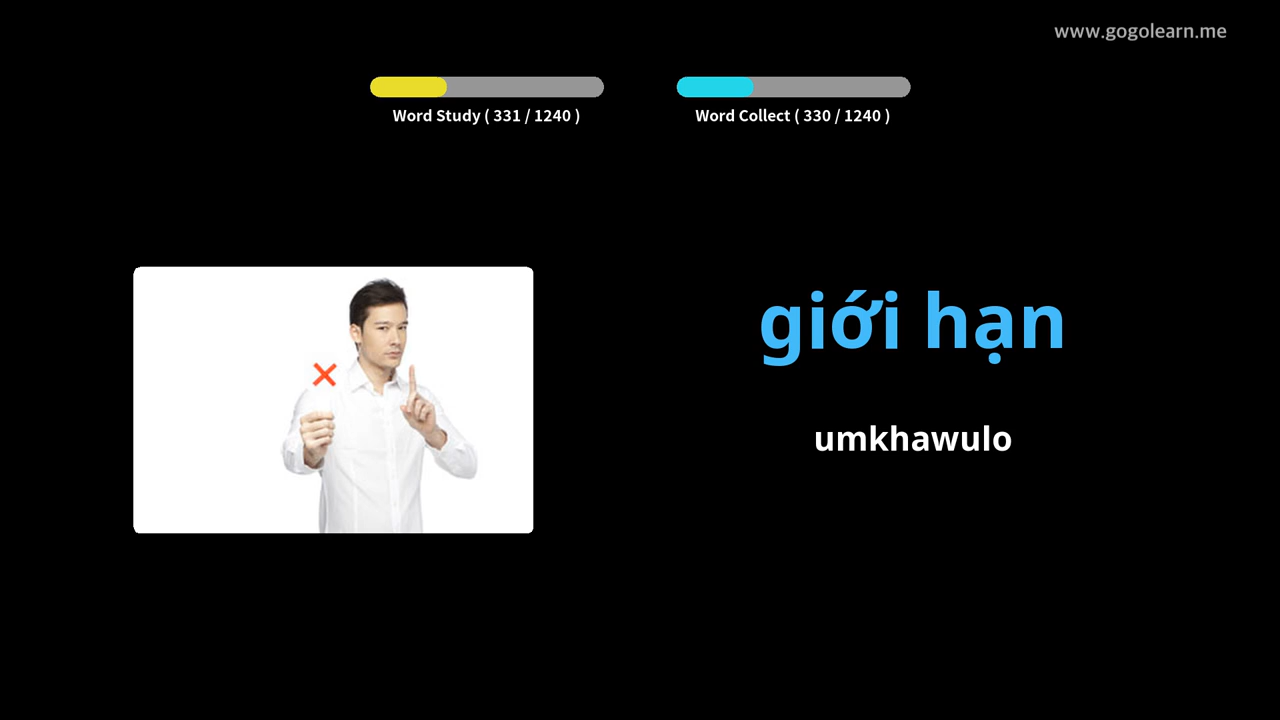 www.gogolearn.me
Word Study ( 331 / 1240 )
Word Collect ( 330 / 1240 )
giới hạn
umkhawulo